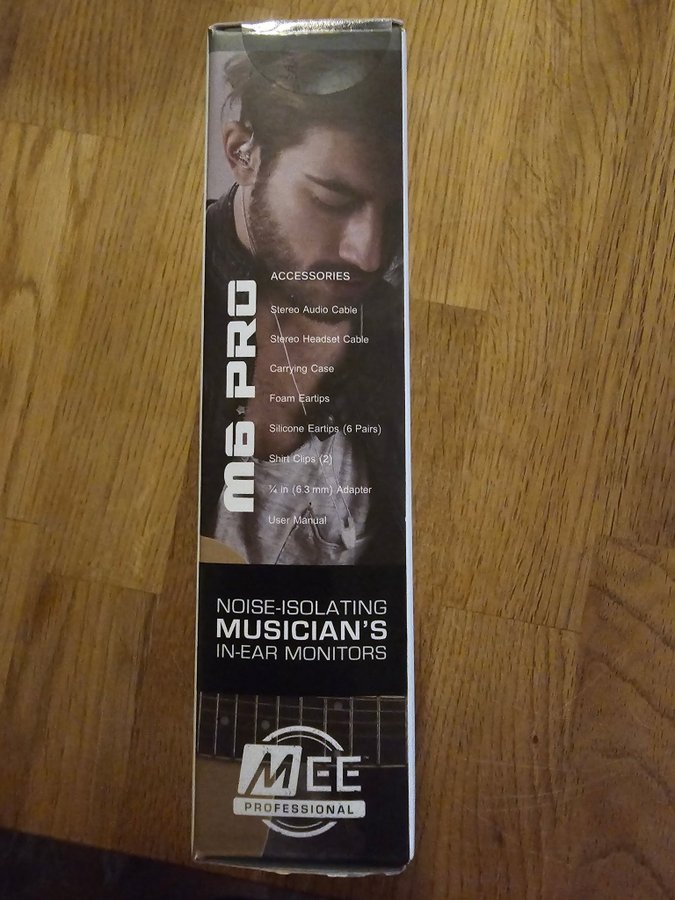 ACCESSORIES
Stereo Audio Cable
Stereo Headset Cable
Carrying Case
Foam Eartips
Silicone Eartips (6 Pairs)
Shirt Clips (2)
¼ in (6.3 mm) Adapter
User Manual
M6 PRO
NOISE-ISOLATING
MUSICIAN'S
IN-EAR MONITORS
MEE
PROFESSIONAL